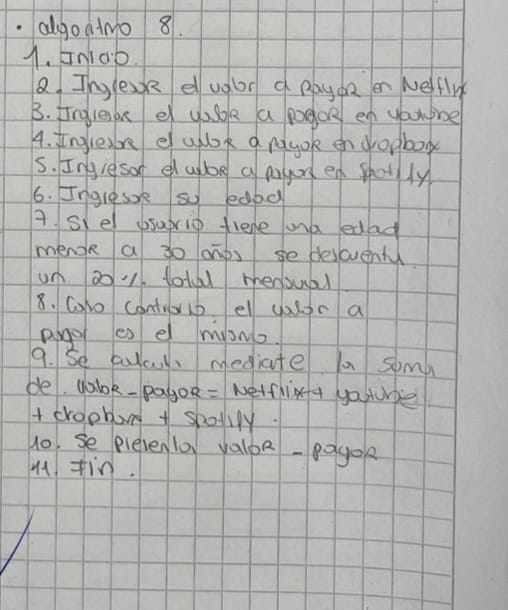 • algoritmo 8.
1. Inicio
2. Ingresar el valor a pagar en Netflix
3. Ingresar el valor a pagar en youtube
4. Ingresar el valor a pagar en dropbox
5. Ingresar el valor a pagar en spotify
6. Ingresar su edad
7. Si el usuario tiene una edad
menor a 30 años se descuenta
un 20 % total mensual
8. Caso contrario, el valor a
pagar es el mismo.
9. Se calcula mediate la suma
de valor-pagar = Netflix + youtube
+ dropbox + spotify.
10. Se presenta valor - pagar
11. Fin.